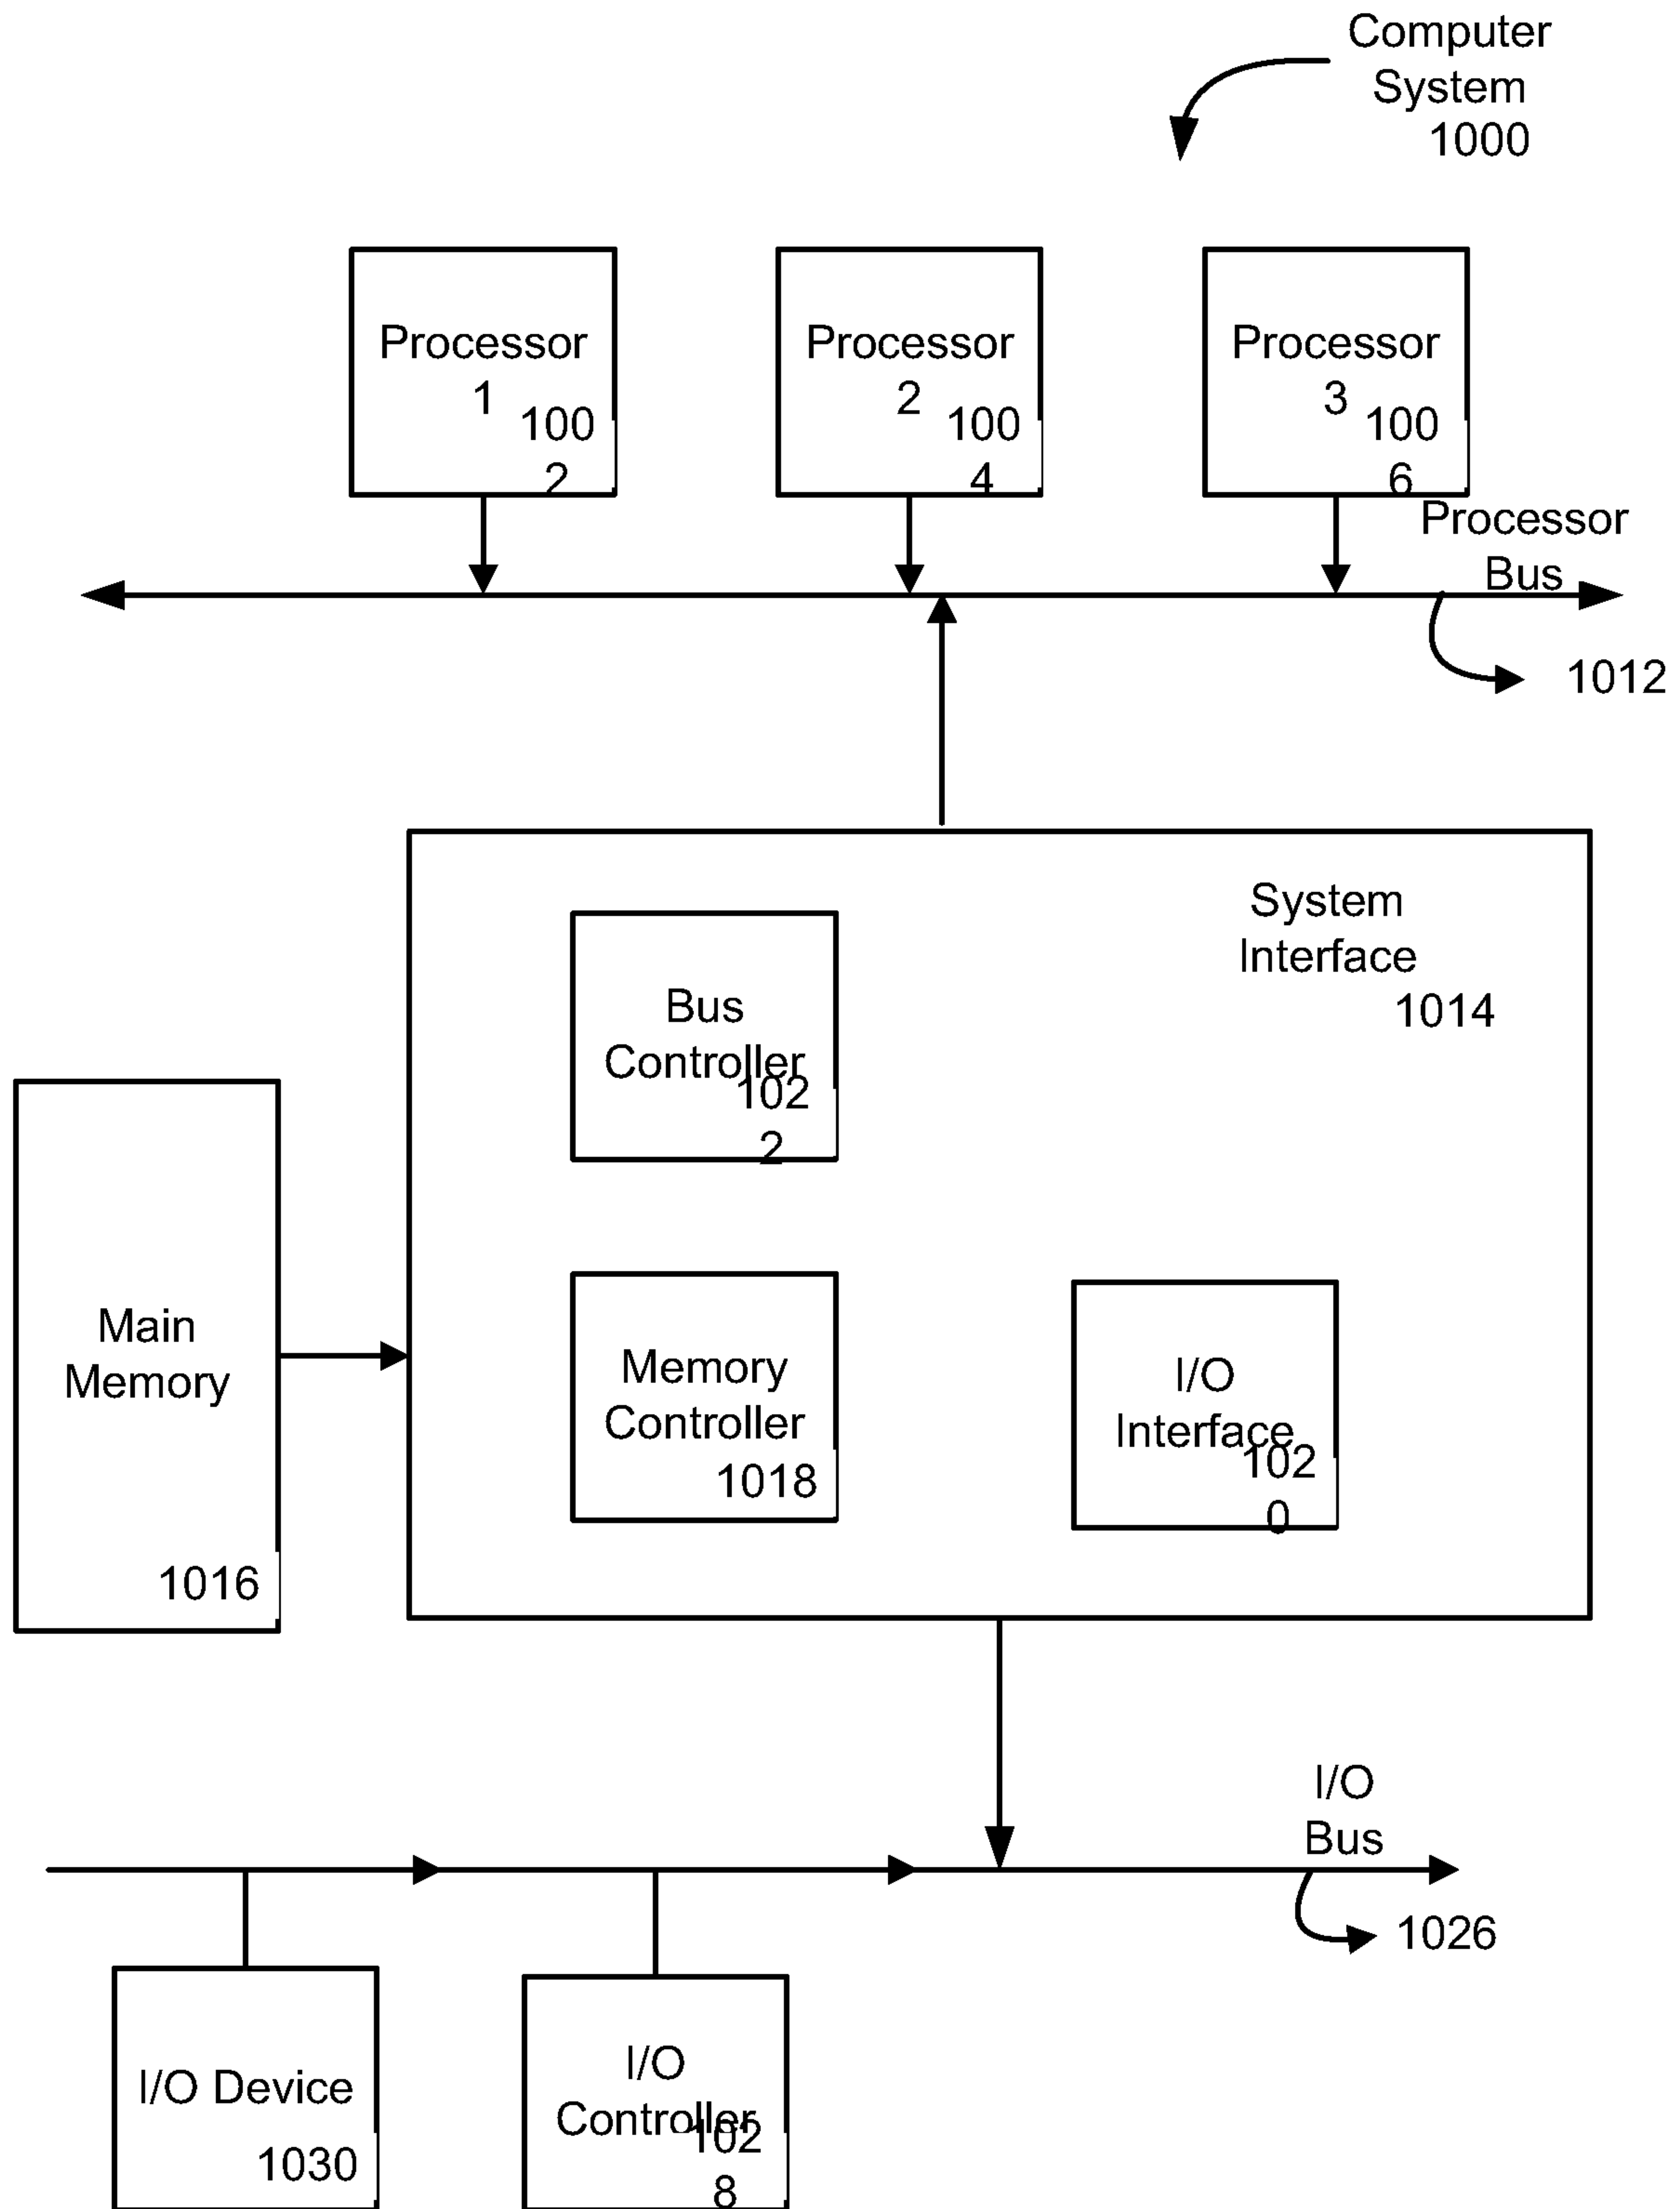 Computer
System
1000
Processor
1
100
2
Processor
2
100
4
Processor
3
100
6
Processor
Bus
1012
System
Interface
1014
Bus
Controller
102
2
Main
Memory
1016
Memory
Controller
1018
I/O
Interface
102
0
I/O
Bus
1026
I/O Device
1030
I/O
Controller
102
8